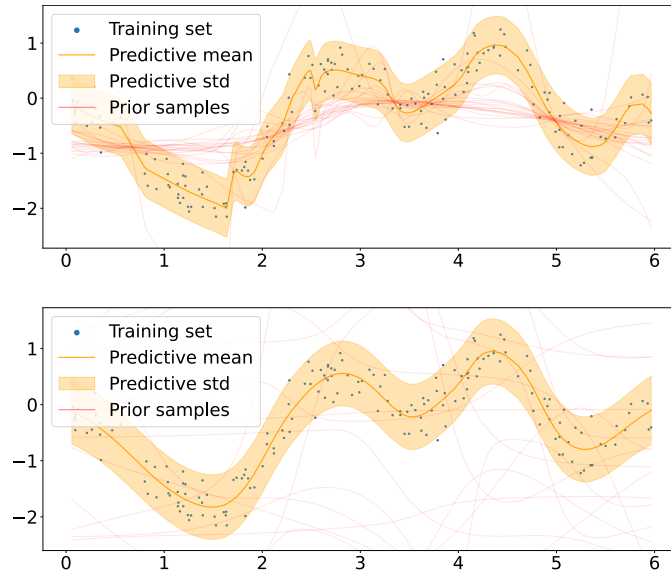 1
0
−1
−2
Training set
Predictive mean
Predictive std
Prior samples
0 1 2 3 4 5 6
1
0
−1
−2
Training set
Predictive mean
Predictive std
Prior samples
0 1 2 3 4 5 6